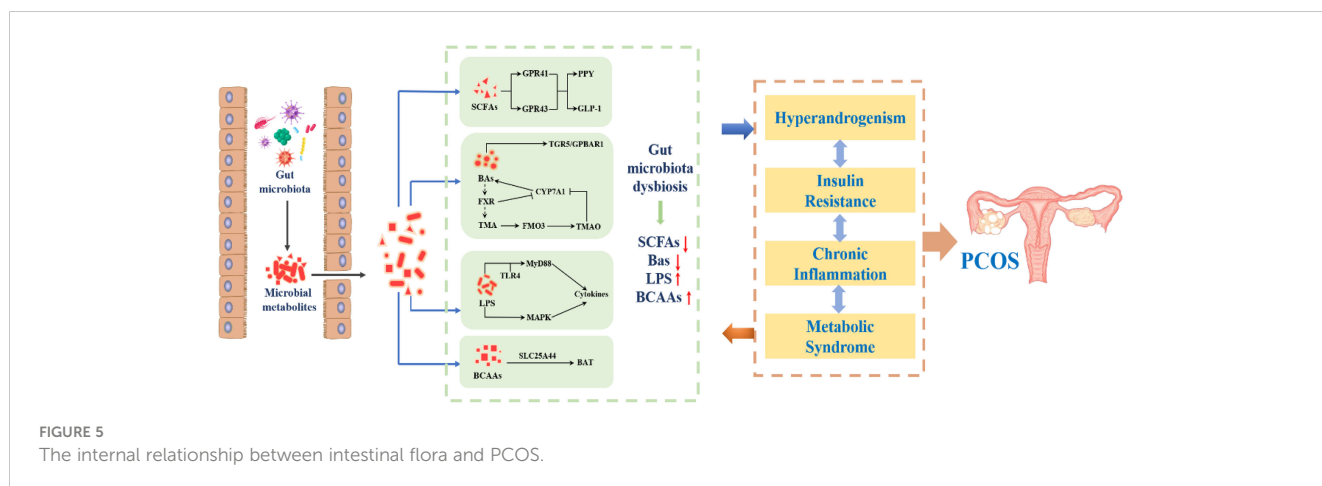 Gut
microbiota
Microbial
metabolites
SCFAs
GPR41
GPR43
PPY
GLP-1
TGR5/GPBAR1
BAs
CYP7A1
FXR
TMA
FMO3
TMAO
MyD88
TLR4
LPS
Cytokines
MAPK
SLC25A44
BCAAs
BAT
Gut
microbiota
dysbiosis
SCFAs↓
Bas↓
LPS↑
BCAAs↑
Hyperandrogenism
Insulin
Resistance
Chronic
Inflammation
Metabolic
Syndrome
PCOS
FIGURE 5
The internal relationship between intestinal flora and PCOS.